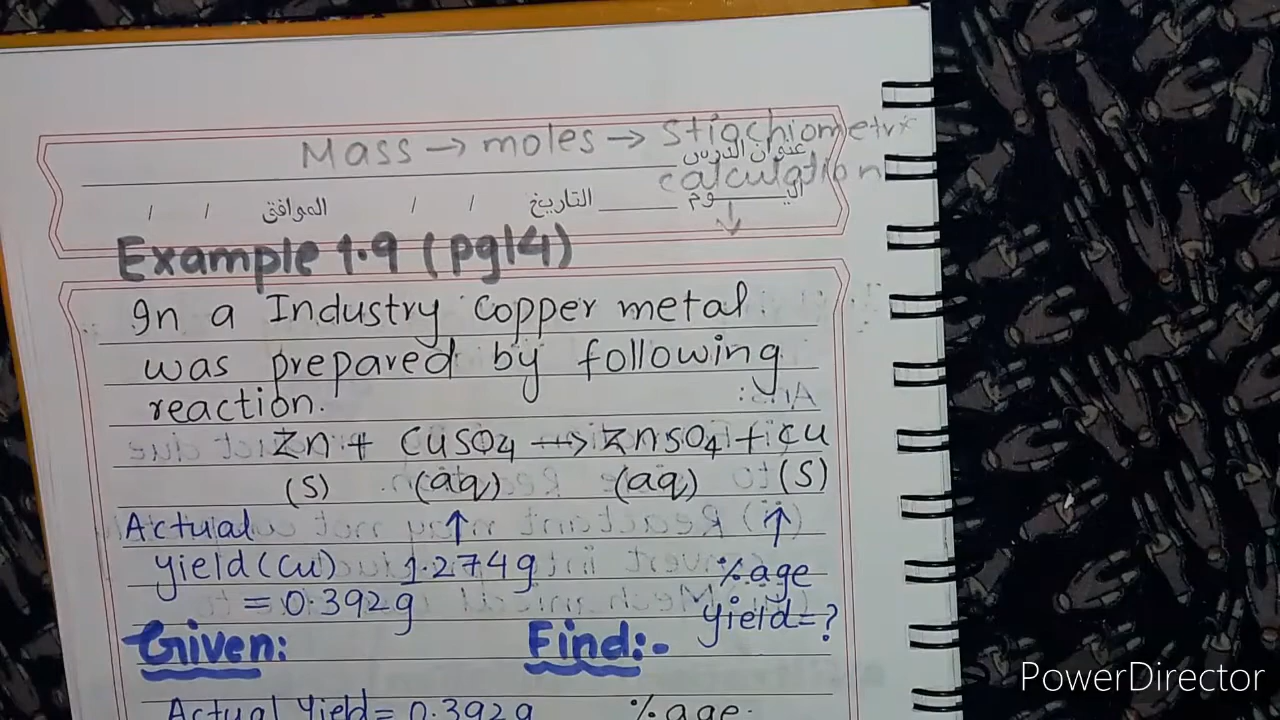 Mass → moles → Stiochiometry
عنوان الدرس
calculation
اليوم التاريخ / / الموافق / /
↓
Example 1.9 (pg14)
In a Industry Copper metal
was prepared by following
reaction.
Zn + CuSO4 → ZnSO4 + Cu
(s) (aq) (aq) (s)
Actual ↑ ↑
yield (Cu) 1.274g %age
= 0.392g yield=?
Given: Find:-
Actual Yield= 0.392g %age.
PowerDirector